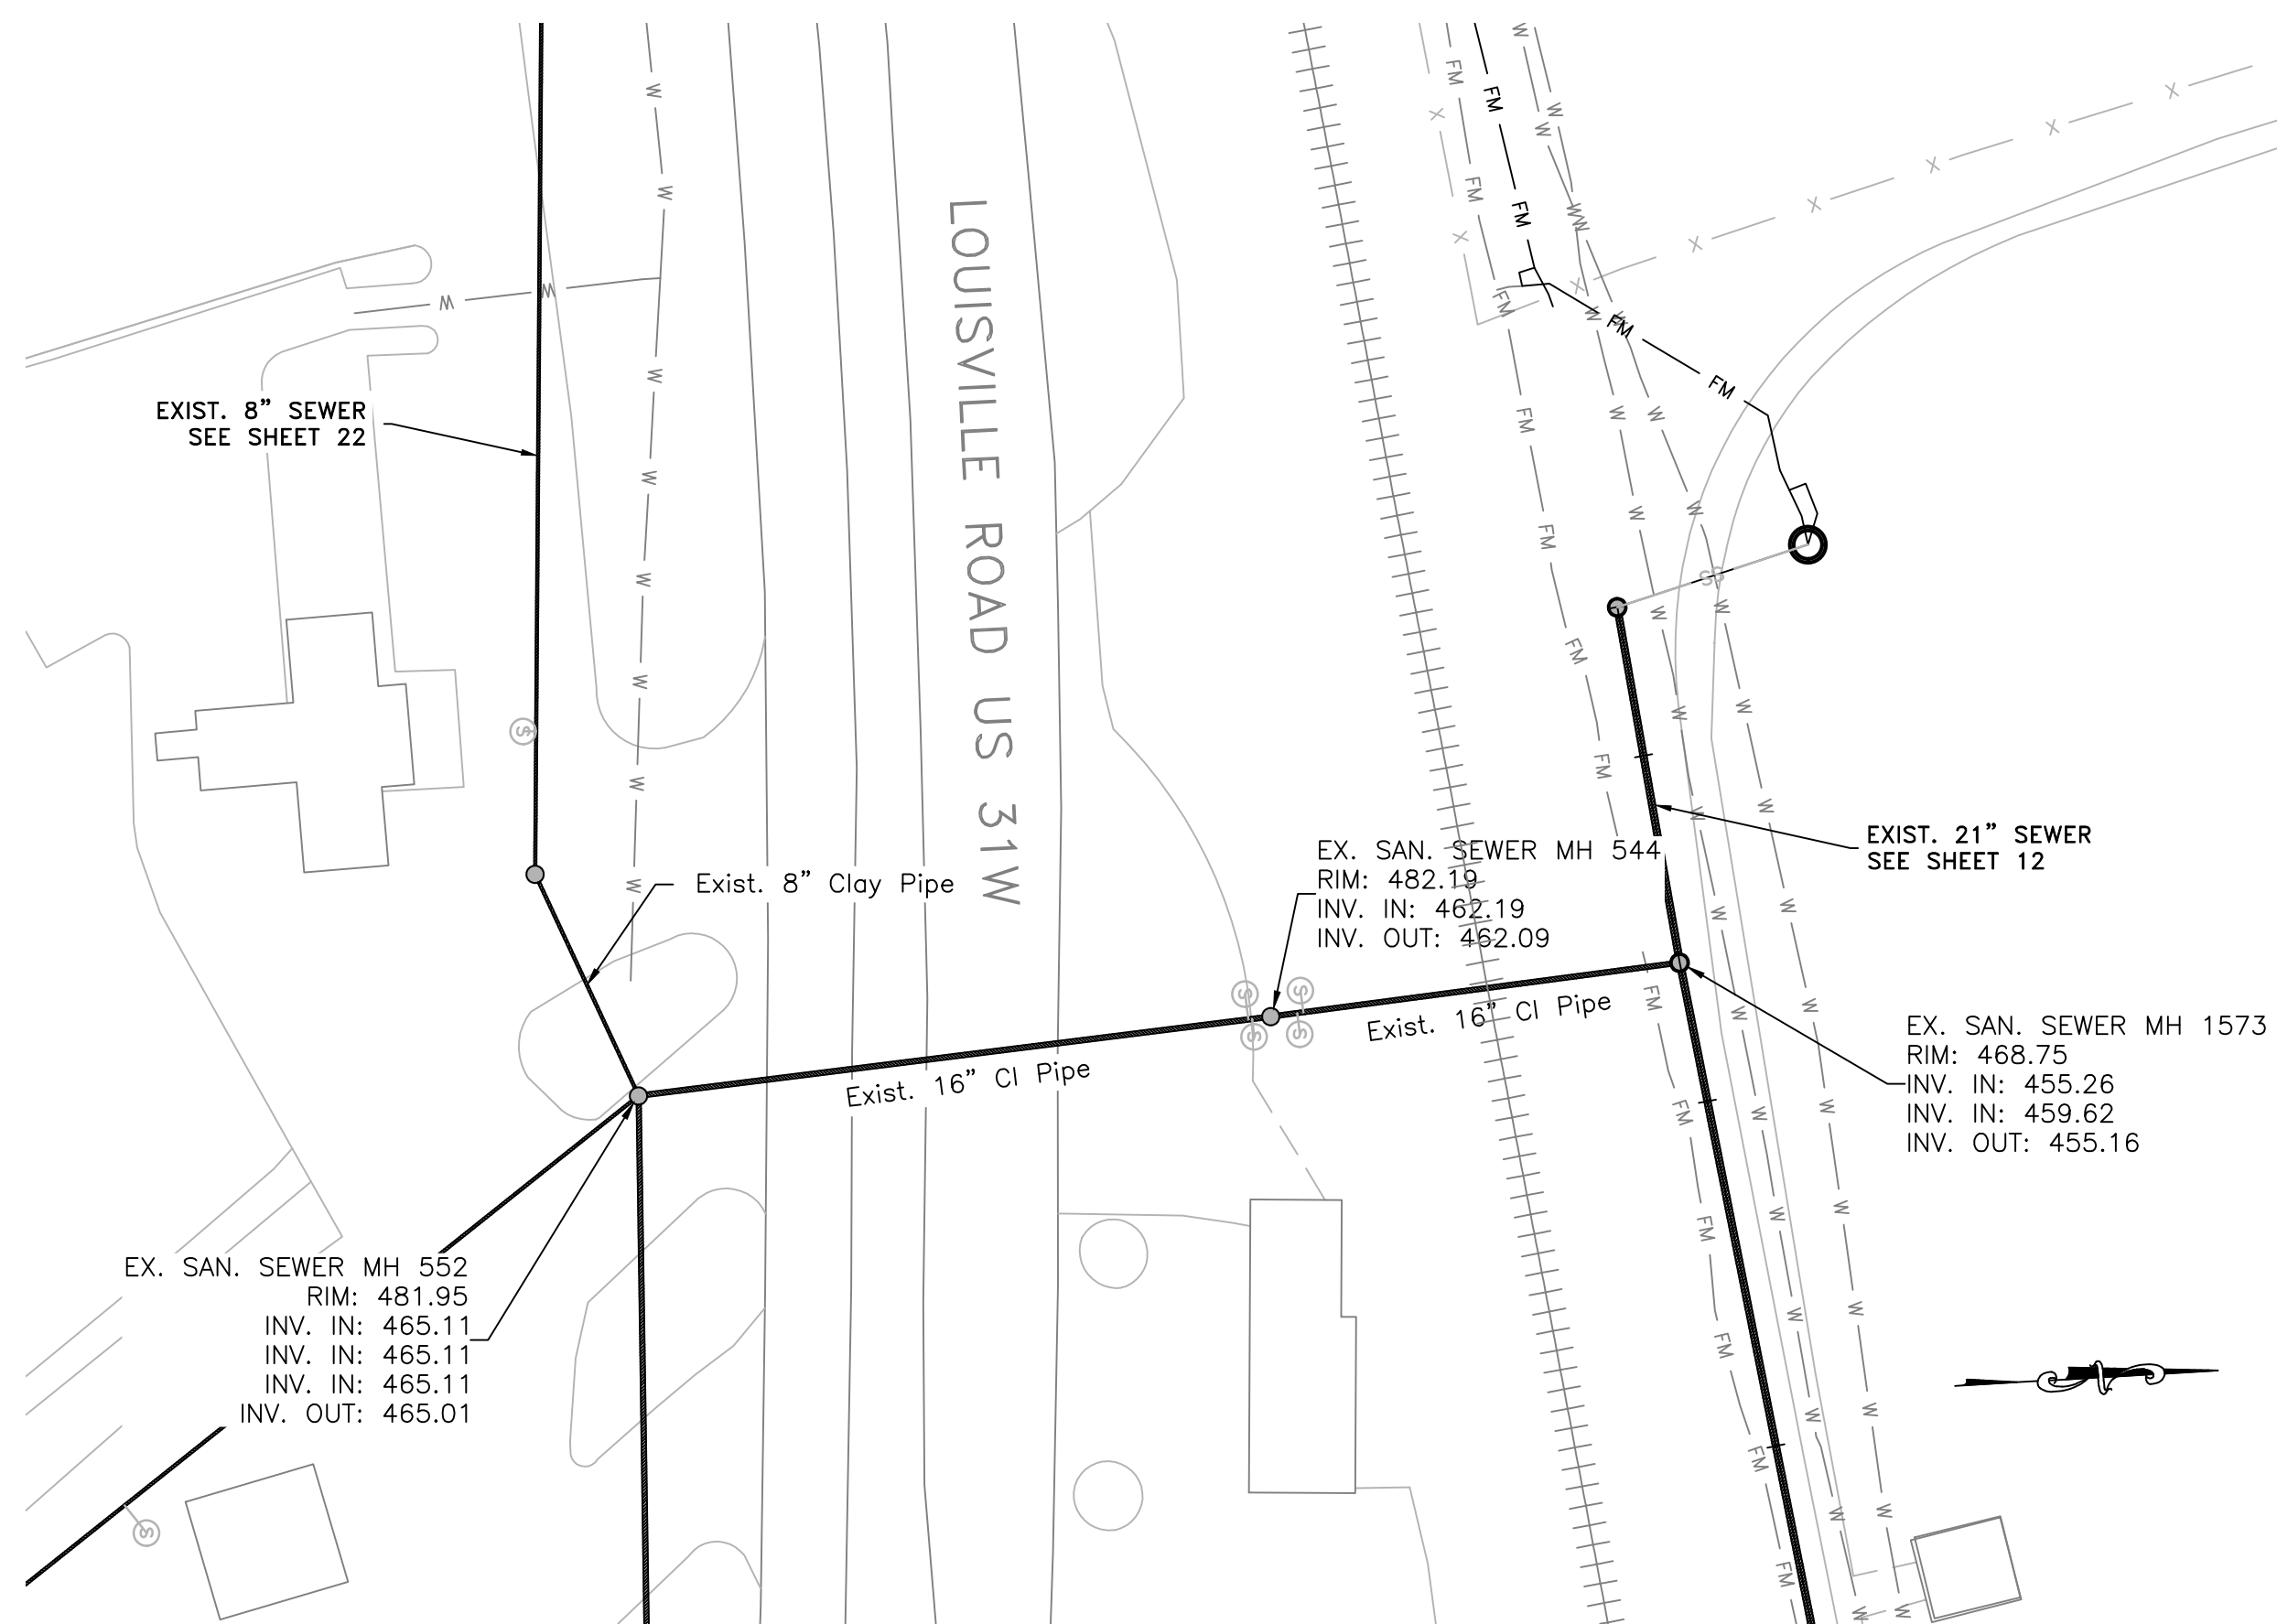 LOUISVILLE ROAD US 31W
EXIST. 8" SEWER
SEE SHEET 22
Exist. 8" Clay Pipe
EX. SAN. SEWER MH 544
RIM: 482.19
INV. IN: 462.19
INV. OUT: 462.09
EXIST. 21" SEWER
SEE SHEET 12
Exist. 16" CI Pipe
Exist. 16" CI Pipe
EX. SAN. SEWER MH 1573
RIM: 468.75
INV. IN: 455.26
INV. IN: 459.62
INV. OUT: 455.16
EX. SAN. SEWER MH 552
RIM: 481.95
INV. IN: 465.11
INV. IN: 465.11
INV. IN: 465.11
INV. OUT: 465.01